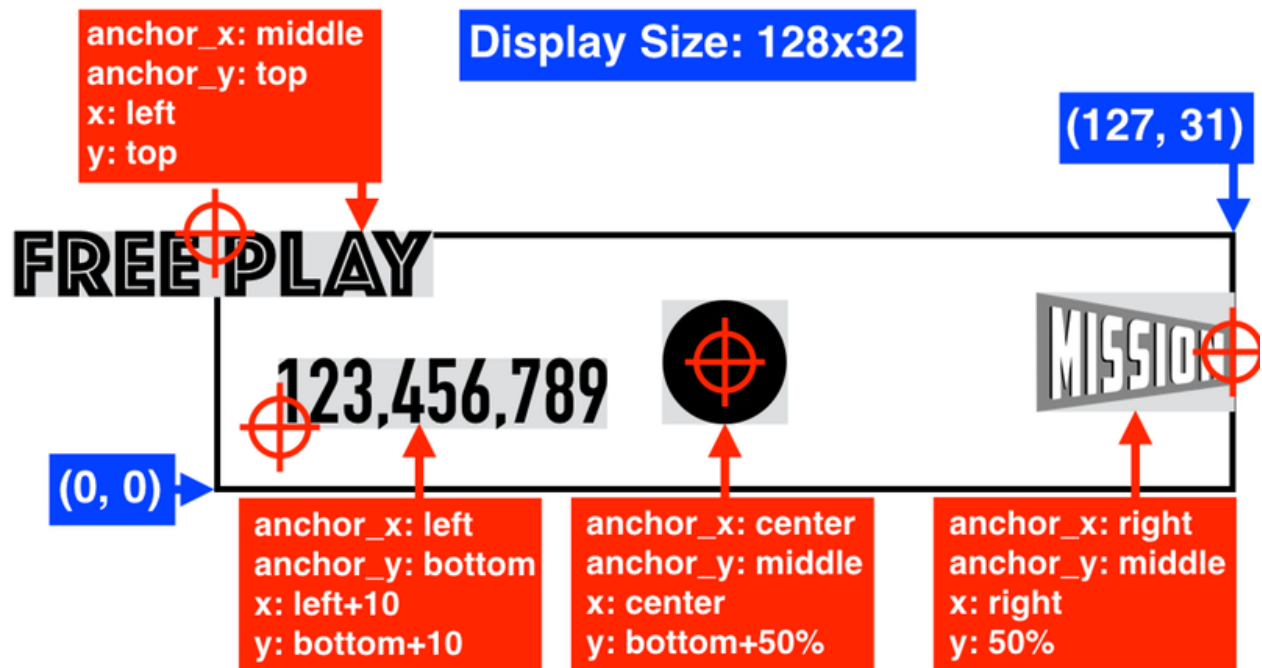 anchor_x: middle
anchor_y: top
x: left
y: top
Display Size: 128x32
(127, 31)
FREE PLAY
MISSION
123,456,789
(0, 0)
anchor_x: left
anchor_y: bottom
x: left+10
y: bottom+10
anchor_x: center
anchor_y: middle
x: center
y: bottom+50%
anchor_x: right
anchor_y: middle
x: right
y: 50%